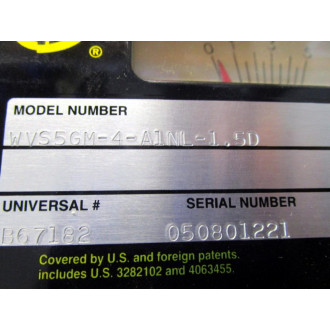 ®
0
MODEL NUMBER
WVS5GM-4-A1NL-1.5D
UNIVERSAL #
SERIAL NUMBER
050801221
Covered by U.S. and foreign patents.
includes U.S. 3282102 and 4063455.